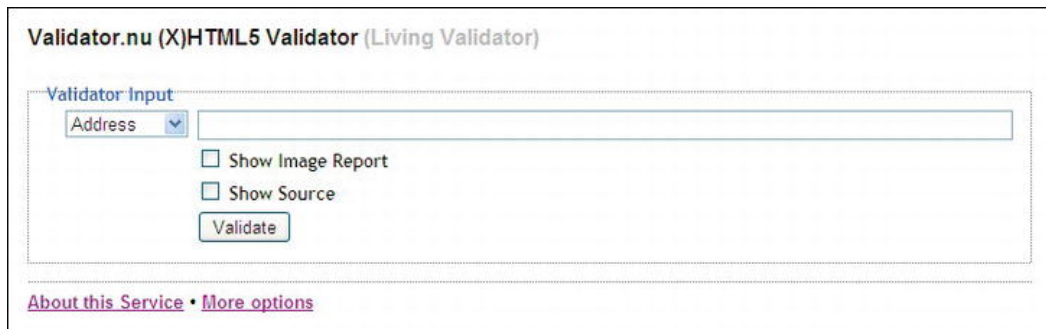 Validator.nu (X)HTML5 Validator (Living Validator)
Validator Input
Address
Show Image Report
Show Source
Validate
About this Service • More options